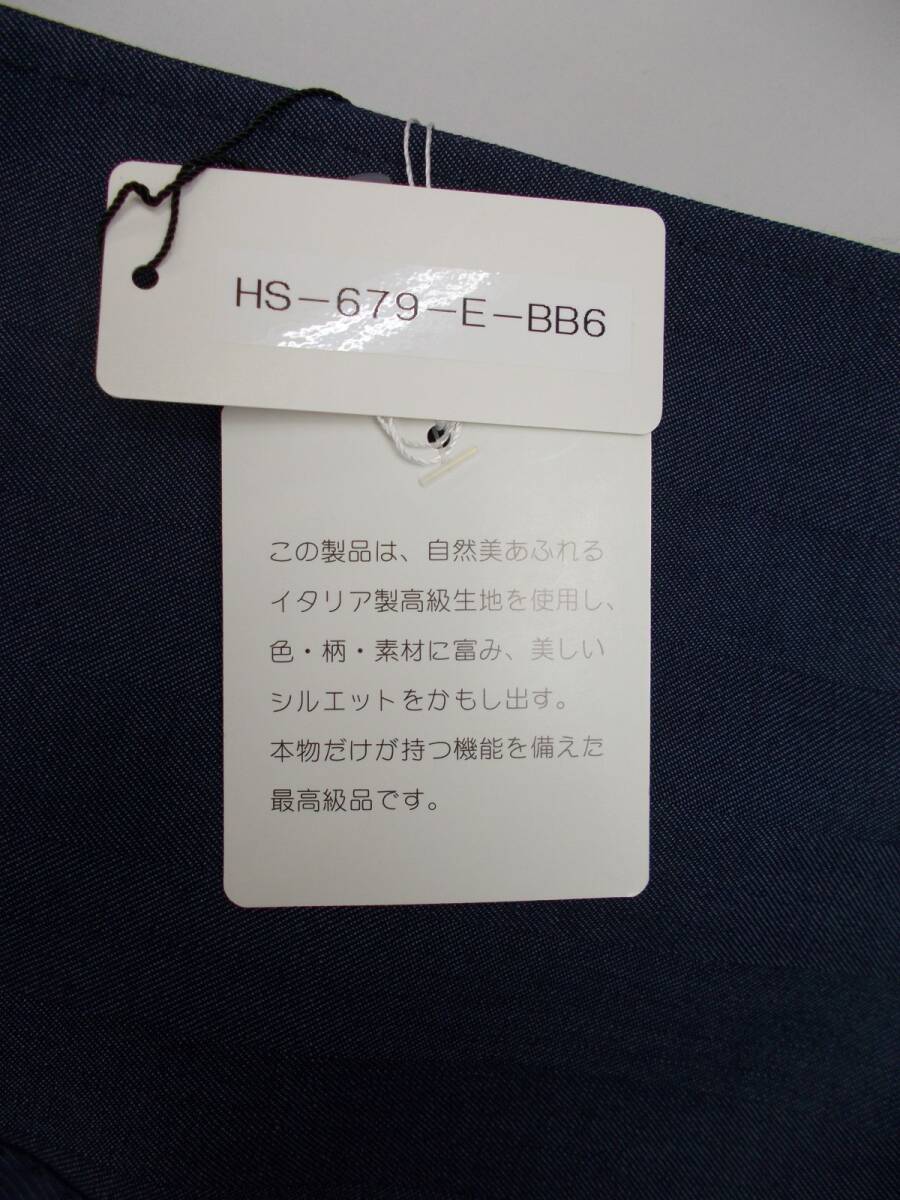 HS-679-E-BB6
この製品は、自然美あふれる
イタリア製高級生地を使用し、
色・柄・素材に富み、美しい
シルエットをかもし出す。
本物だけが持つ機能を備えた
最高級品です。